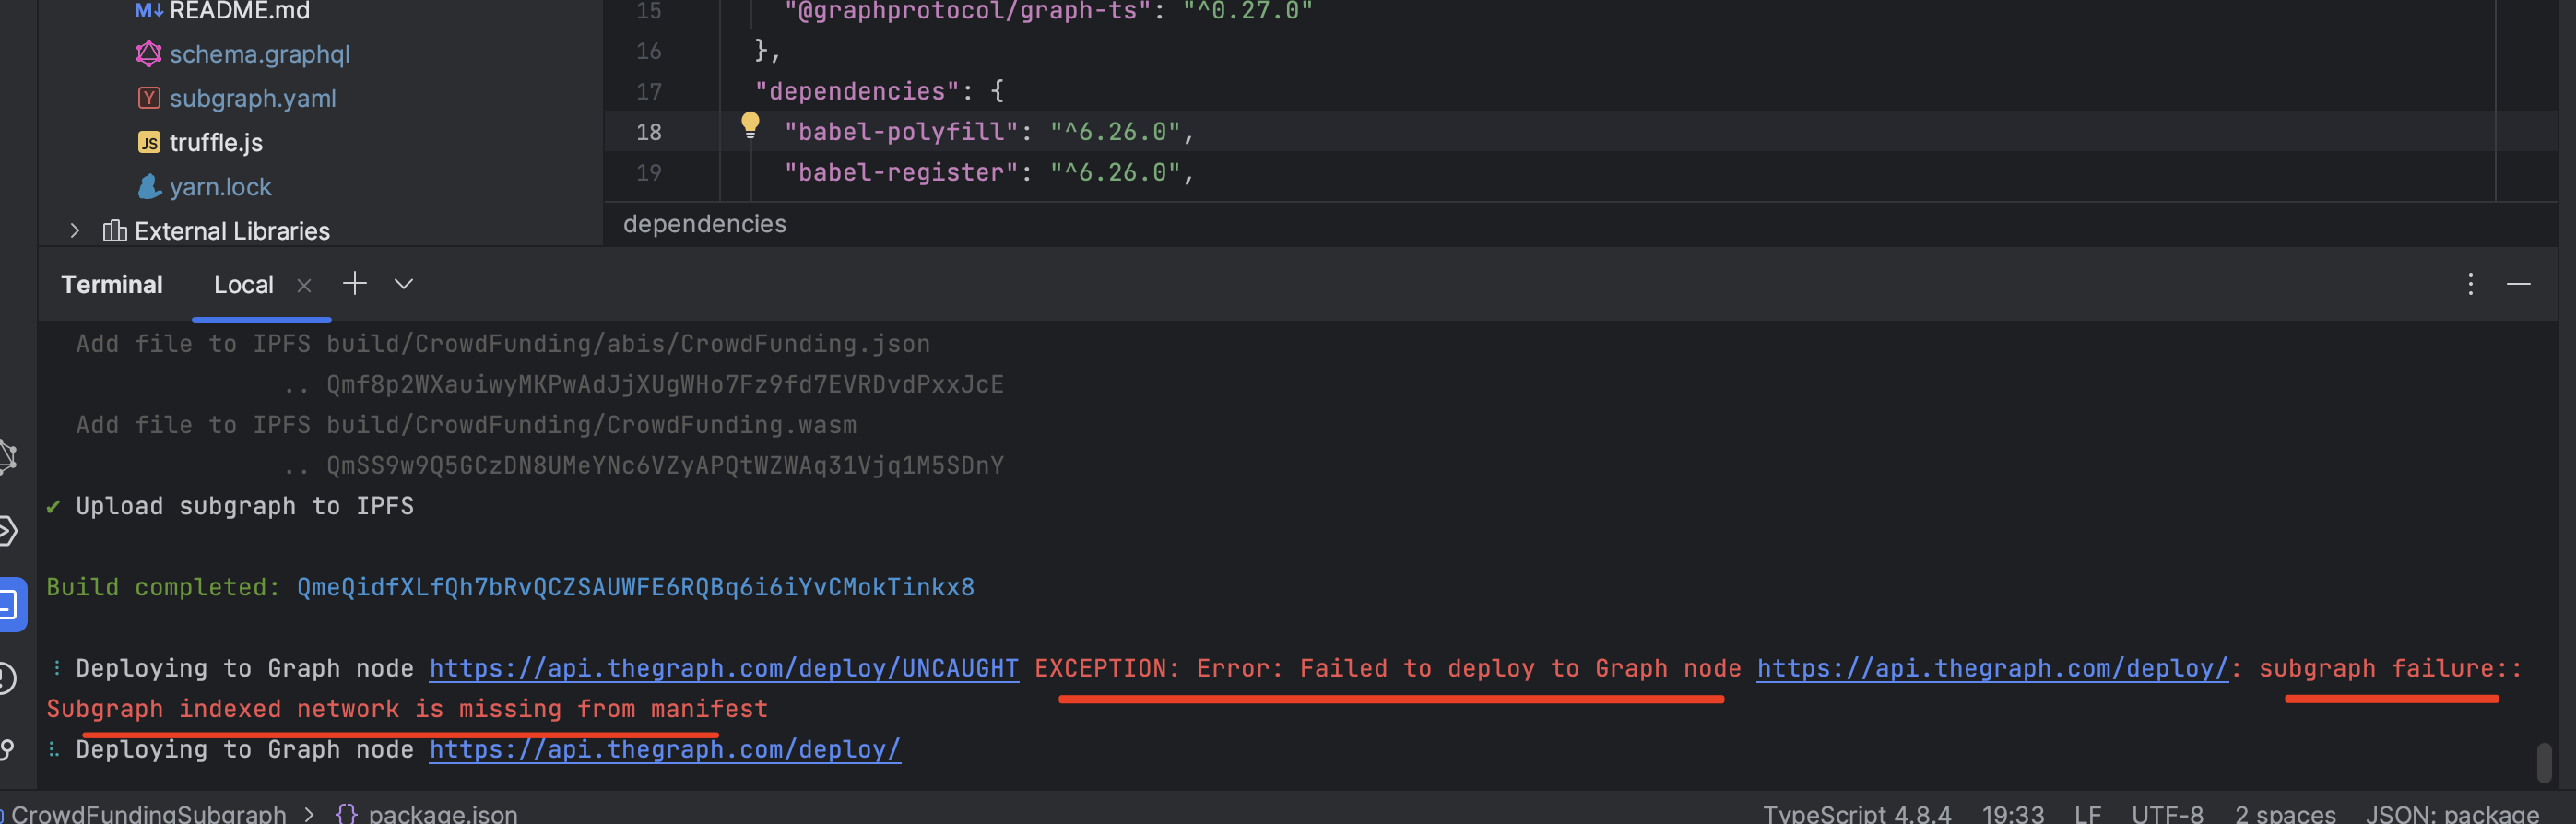 README.md
schema.graphql
subgraph.yaml
truffle.js
yarn.lock
External Libraries
15 "@graphprotocol/graph-ts": "^0.27.0"
16 },
17 "dependencies": {
18 "babel-polyfill": "^6.26.0",
19 "babel-register": "^6.26.0",
dependencies
Terminal Local
Add file to IPFS build/CrowdFunding/abis/CrowdFunding.json
.. Qmf8p2WXauiwyMKPwAdJjXUgWHo7Fz9fd7EVRDvdPxxJcE
Add file to IPFS build/CrowdFunding/CrowdFunding.wasm
.. QmSS9w9Q5GCzDN8UMeYNc6VZyAPQtWZWAq31Vjq1M5SDnY
✔ Upload subgraph to IPFS
Build completed: QmeQidfXLfQh7bRvQCZSAUWFE6RQBq6i6iYvCMokTinkx8
Deploying to Graph node https://api.thegraph.com/deploy/UNCAUGHT EXCEPTION: Error: Failed to deploy to Graph node https://api.thegraph.com/deploy/: subgraph failure::
Subgraph indexed network is missing from manifest
Deploying to Graph node https://api.thegraph.com/deploy/
CrowdFundingSubgraph > {} package.json TypeScript 4.8.4 19:33 LF UTF-8 2 spaces JSON: package